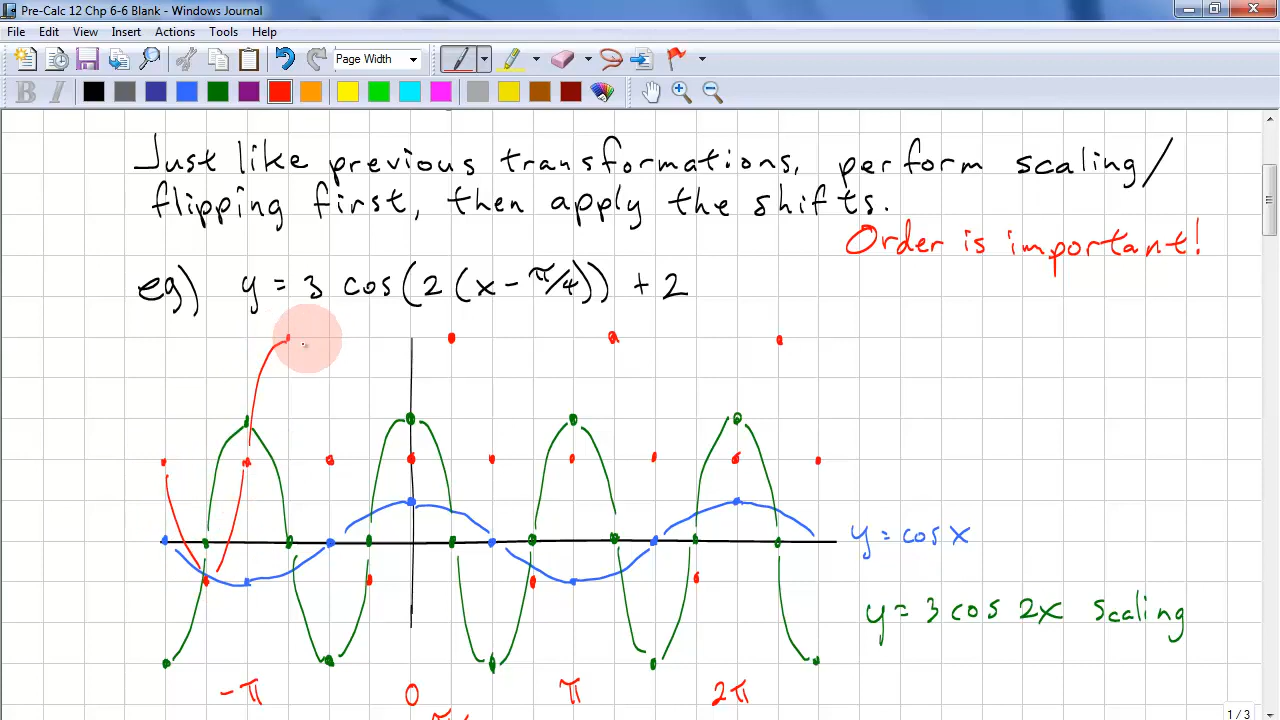 Pre-Calc 12 Chp 6-6 Blank - Windows Journal
File Edit View Insert Actions Tools Help
Page Width
B I
Just like previous transformations, perform scaling/
flipping first, then apply the shifts.
Order is important!
eg) y = 3 cos(2(x - π/4)) + 2
y = cos x
y = 3 cos 2x scaling
-π 0 π 2π
1/3